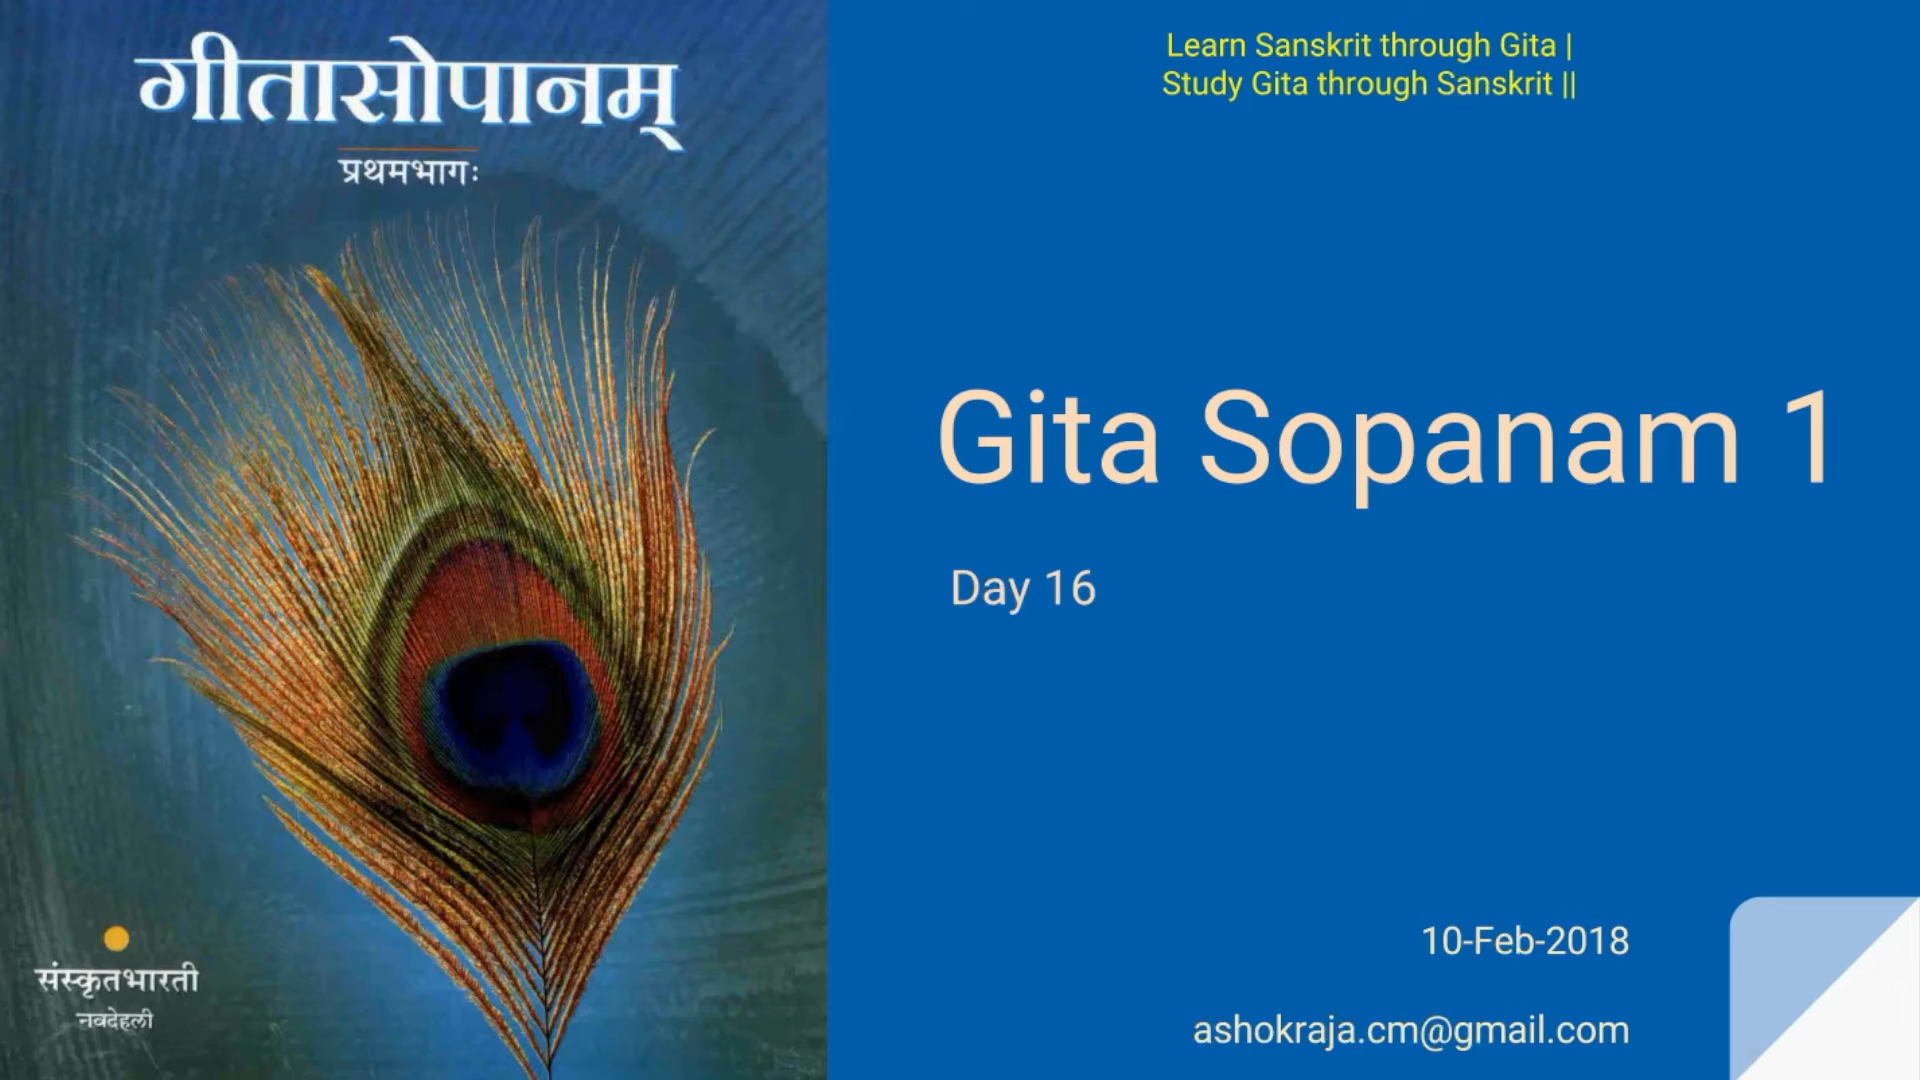 गीतासोपानम्
प्रथमभागः
संस्कृतभारती
नवदेहली
Learn Sanskrit through Gita |
Study Gita through Sanskrit ||
Gita Sopanam 1
Day 16
10-Feb-2018
ashokraja.cm@gmail.com